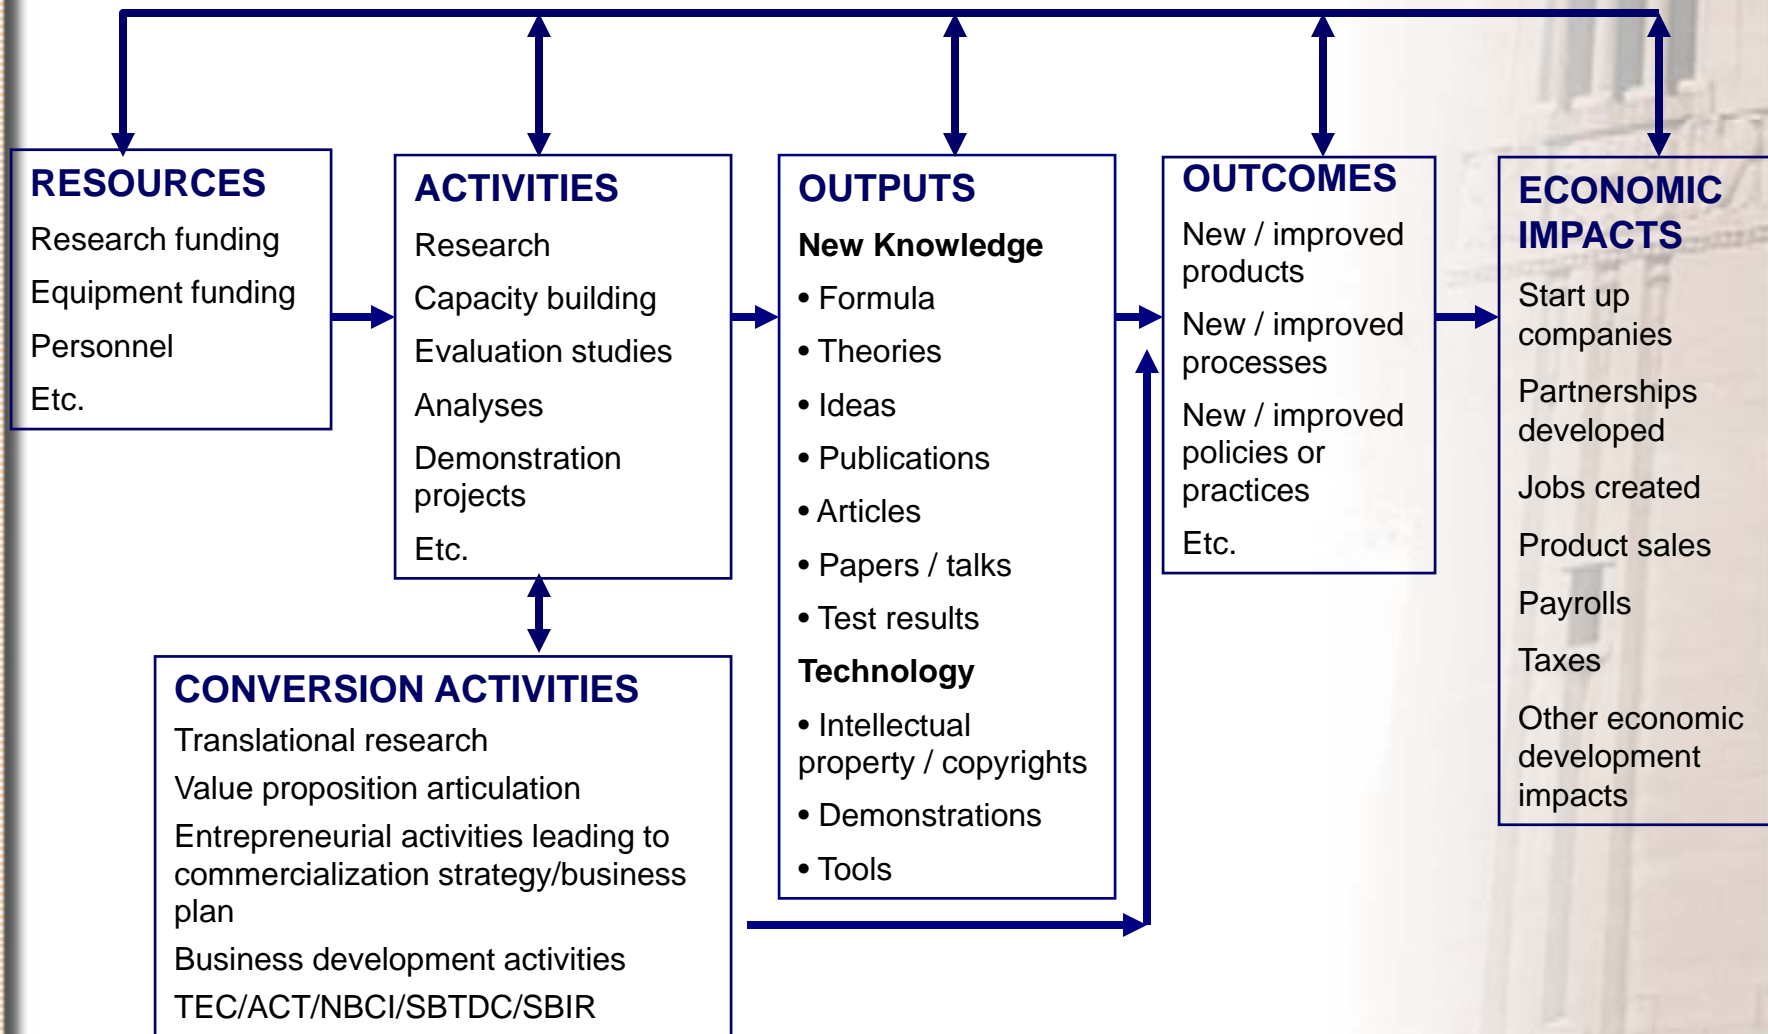 RESOURCES
Research funding
Equipment funding
Personnel
Etc.
ACTIVITIES
Research
Capacity building
Evaluation studies
Analyses
Demonstration
projects
Etc.
CONVERSION ACTIVITIES
Translational research
Value proposition articulation
Entrepreneurial activities leading to
commercialization strategy/business
plan
Business development activities
TEC/ACT/NBCI/SBTDC/SBIR
OUTPUTS
New Knowledge
• Formula
• Theories
• Ideas
• Publications
• Articles
• Papers / talks
• Test results
Technology
• Intellectual
property / copyrights
• Demonstrations
• Tools
OUTCOMES
New / improved
products
New / improved
processes
New / improved
policies or
practices
Etc.
ECONOMIC
IMPACTS
Start up
companies
Partnerships
developed
Jobs created
Product sales
Payrolls
Taxes
Other economic
development
impacts